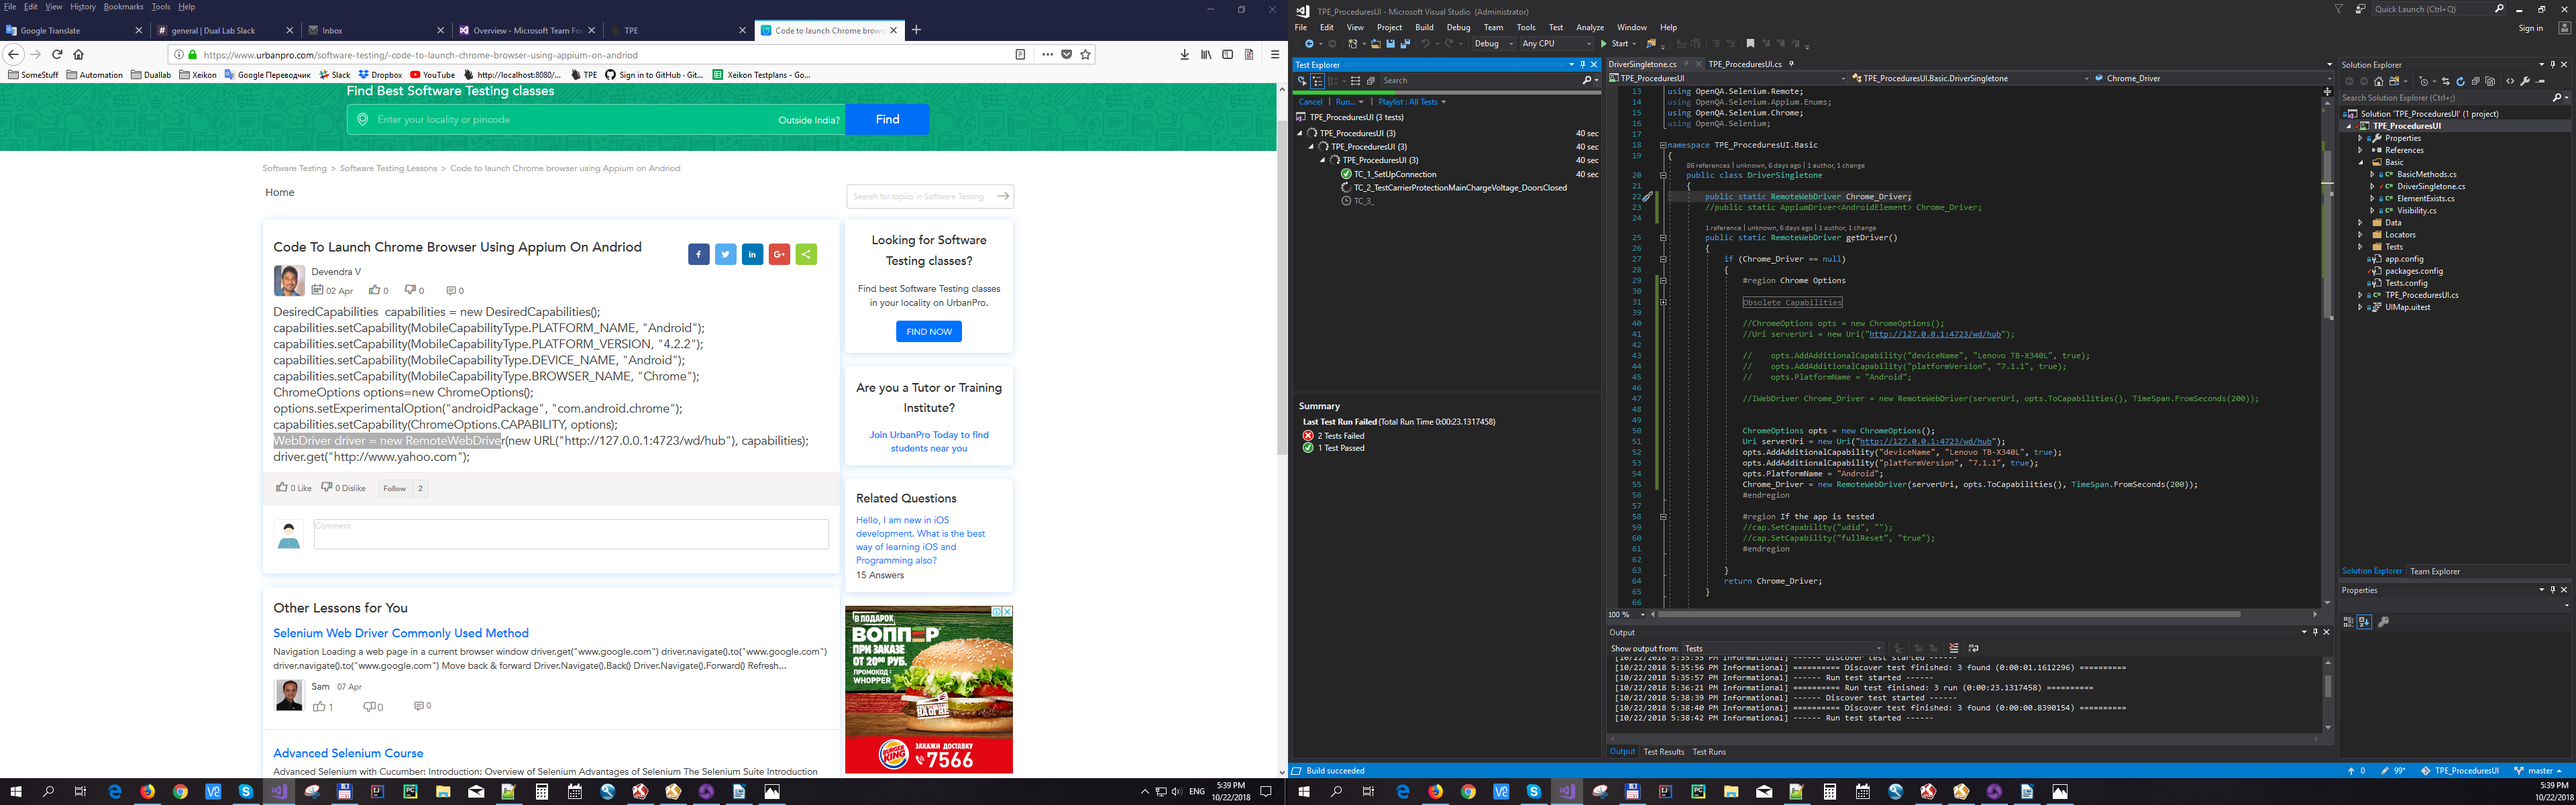 File Edit View History Bookmarks Tools Help
Google Translate
general | Dual Lab Slack
Inbox
Overview - Microsoft Team Fou
TPE
Code to launch Chrome brows
https://www.urbanpro.com/software-testing/-code-to-launch-chrome-browser-using-appium-on-andriod
SomeStuff Automation Duallab Xeikon Google Переводчик Slack Dropbox YouTube http://localhost:8080/... TPE Sign in to GitHub · Git... Xeikon Testplans - Go...
Find Best Software Testing classes
Enter your locality or pincode
Outside India?
Find
Software Testing > Software Testing Lessons > Code to launch Chrome browser using Appium on Andriod
Home
Search for topics in Software Testing
Code To Launch Chrome Browser Using Appium On Andriod
Devendra V
02 Apr 0 0 0
DesiredCapabilities capabilities = new DesiredCapabilities();
capabilities.setCapability(MobileCapabilityType.PLATFORM_NAME, "Android");
capabilities.setCapability(MobileCapabilityType.PLATFORM_VERSION, "4.2.2");
capabilities.setCapability(MobileCapabilityType.DEVICE_NAME, "Android");
capabilities.setCapability(MobileCapabilityType.BROWSER_NAME, "Chrome");
ChromeOptions options=new ChromeOptions();
options.setExperimentalOption("androidPackage", "com.android.chrome");
capabilities.setCapability(ChromeOptions.CAPABILITY, options);
WebDriver driver = new RemoteWebDriver(new URL("http://127.0.0.1:4723/wd/hub"), capabilities);
driver.get("http://www.yahoo.com");
0 Like 0 Dislike Follow 2
Comment
Other Lessons for You
Selenium Web Driver Commonly Used Method
Navigation Loading a web page in a current browser window driver.get("www.google.com") driver.navigate().to("www.google.com")
driver.navigate().to("www.google.com") Move back & forward Driver.Navigate().Back() Driver.Navigate().Forward() Refresh...
Sam 07 Apr
1 0 0
Advanced Selenium Course
Advanced Selenium with Cucumber: Introduction: Overview of Selenium Advantages of Selenium The Selenium Suite Introduction
Looking for Software
Testing classes?
Find best Software Testing classes
in your locality on UrbanPro.
FIND NOW
Are you a Tutor or Training
Institute?
Join UrbanPro Today to find
students near you
Related Questions
Hello, I am new in iOS
development. What is the best
way of learning iOS and
Programming also?
15 Answers
В ПОДАРОК
ВОППЕР
ПРИ ЗАКАЗЕ
ОТ 2000 РУБ.
ПРОМОКОД:
WHOPPER
BURGER KING
ЗАКАЖИ ДОСТАВКУ
*7566
ENG
5:39 PM
10/22/2018
TPE_ProceduresUI - Microsoft Visual Studio (Administrator)
Quick Launch (Ctrl+Q)
File Edit View Project Build Debug Team Tools Test Analyze Window Help
Sign in
Debug Any CPU Start
Test Explorer
Search
Cancel | Run... | Playlist : All Tests
TPE_ProceduresUI (3 tests)
TPE_ProceduresUI (3) 40 sec
TPE_ProceduresUI (3) 40 sec
TPE_ProceduresUI (3) 40 sec
TC_1_SetUpConnection 40 sec
TC_2_TestCarrierProtectionMainChargeVoltage_DoorsClosed
TC_3_
Summary
Last Test Run Failed (Total Run Time 0:00:23.1317458)
2 Tests Failed
1 Test Passed
DriverSingletone.cs TPE_ProceduresUI.cs
TPE_ProceduresUI TPE_ProceduresUI.Basic.DriverSingletone Chrome_Driver
13 using OpenQA.Selenium.Remote;
14 using OpenQA.Selenium.Appium.Enums;
15 using OpenQA.Selenium.Chrome;
16 using OpenQA.Selenium;
17
18 namespace TPE_ProceduresUI.Basic
19 {
86 references | unknown, 6 days ago | 1 author, 1 change
20 public class DriverSingletone
21 {
22 public static RemoteWebDriver Chrome_Driver;
23 //public static AppiumDriver<AndroidElement> Chrome_Driver;
24
1 reference | unknown, 6 days ago | 1 author, 1 change
25 public static RemoteWebDriver getDriver()
26 {
27 if (Chrome_Driver == null)
28 {
29 #region Chrome Options
30
31 Obsolete Capabilities
39
40 //ChromeOptions opts = new ChromeOptions();
41 //Uri serverUri = new Uri("http://127.0.0.1:4723/wd/hub");
42
43 // opts.AddAdditionalCapability("deviceName", "Lenovo TB-X340L", true);
44 // opts.AddAdditionalCapability("platformVersion", "7.1.1", true);
45 // opts.PlatformName = "Android";
46
47 //IWebDriver Chrome_Driver = new RemoteWebDriver(serverUri, opts.ToCapabilities(), TimeSpan.FromSeconds(200));
48
49
50 ChromeOptions opts = new ChromeOptions();
51 Uri serverUri = new Uri("http://127.0.0.1:4723/wd/hub");
52 opts.AddAdditionalCapability("deviceName", "Lenovo TB-X340L", true);
53 opts.AddAdditionalCapability("platformVersion", "7.1.1", true);
54 opts.PlatformName = "Android";
55 Chrome_Driver = new RemoteWebDriver(serverUri, opts.ToCapabilities(), TimeSpan.FromSeconds(200));
56 #endregion
57
58 #region If the app is tested
59 //cap.SetCapability("udid", "");
60 //cap.SetCapability("fullReset", "true");
61 #endregion
62
63 }
64 return Chrome_Driver;
65 }
66
100 %
Output
Show output from: Tests
[10/22/2018 5:35:55 PM Informational] ------ Discover test started ------
[10/22/2018 5:35:56 PM Informational] ========== Discover test finished: 3 found (0:00:01.1612296) ==========
[10/22/2018 5:35:57 PM Informational] ------ Run test started ------
[10/22/2018 5:36:21 PM Informational] ========== Run test finished: 3 run (0:00:23.1317458) ==========
[10/22/2018 5:38:39 PM Informational] ------ Discover test started ------
[10/22/2018 5:38:40 PM Informational] ========== Discover test finished: 3 found (0:00:00.8390154) ==========
[10/22/2018 5:38:42 PM Informational] ------ Run test started ------
Output Test Results Test Runs
Solution Explorer
Search Solution Explorer (Ctrl+;)
Solution 'TPE_ProceduresUI' (1 project)
TPE_ProceduresUI
Properties
References
Basic
BasicMethods.cs
DriverSingletone.cs
ElementExists.cs
Visibility.cs
Data
Locators
Tests
app.config
packages.config
Tests.config
TPE_ProceduresUI.cs
UIMap.uitest
Solution Explorer Team Explorer
Properties
Build succeeded
0 99* TPE_ProceduresUI master
5:39 PM
10/22/2018